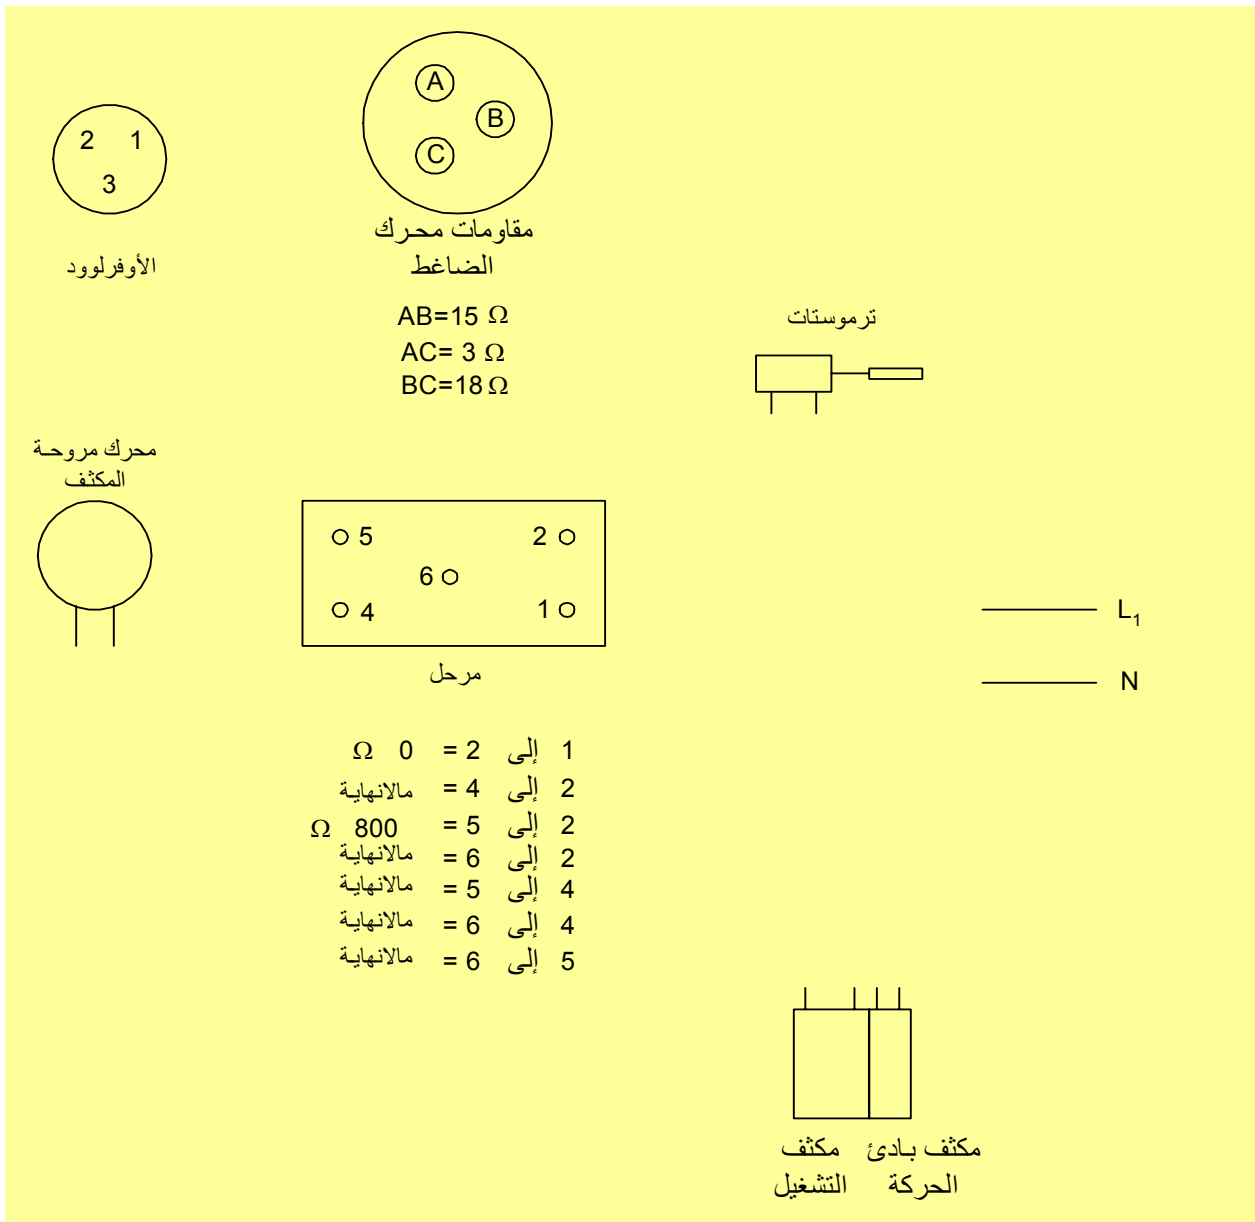 A
B
C
2 1
3
مقاومات محرك
الضاغط
الأوفرلوود
AB=15 Ω
AC= 3 Ω
BC=18 Ω
ترموستات
محرك مروحة
المكثف
5
2
6
4
1
مرحل
L1
N
1 إلى 2 = 0 Ω
2 إلى 4 = مالانهاية
2 إلى 5 = 800 Ω
2 إلى 6 = مالانهاية
4 إلى 5 = مالانهاية
4 إلى 6 = مالانهاية
5 إلى 6 = مالانهاية
مكثف بادئ
الحركة
مكثف
التشغيل